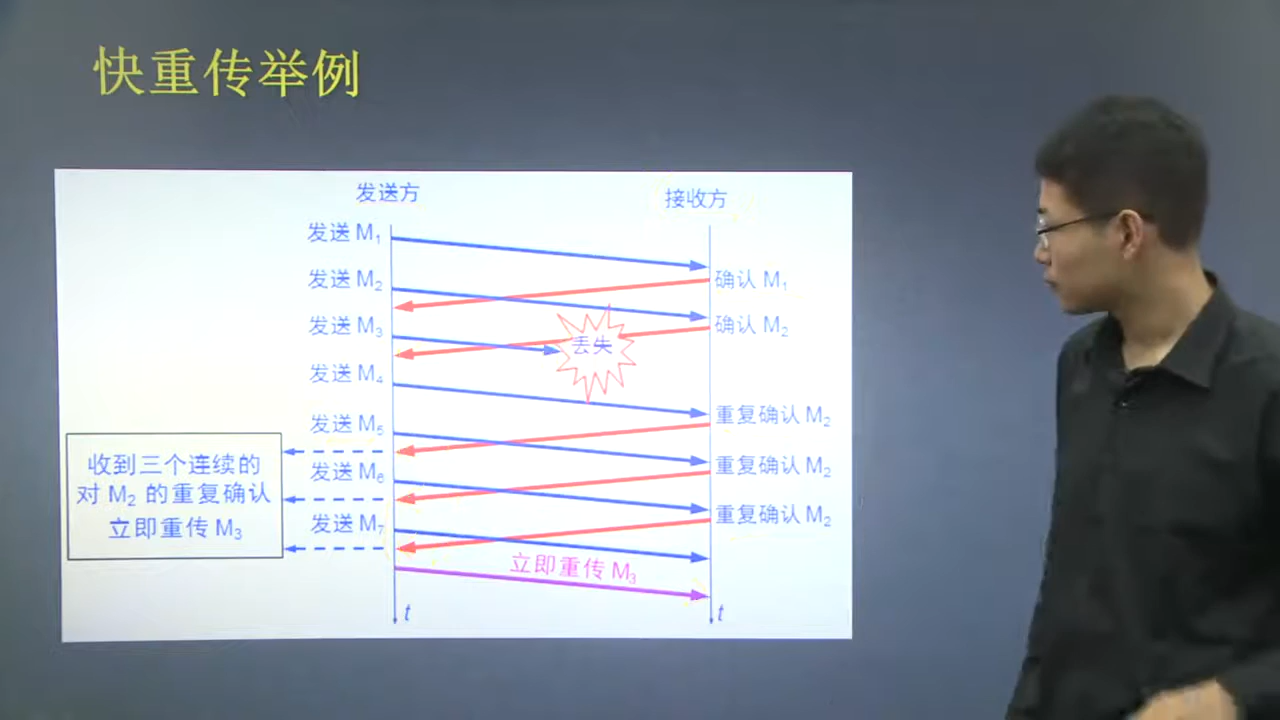 快重传举例
发送方
接收方
发送 M₁
确认 M₁
发送 M₂
确认 M₂
发送 M₃
丢失
发送 M₄
重复确认 M₂
发送 M₅
重复确认 M₂
发送 M₆
重复确认 M₂
发送 M₇
收到三个连续的
对 M₂ 的重复确认
立即重传 M₃
立即重传 M₃
t
t